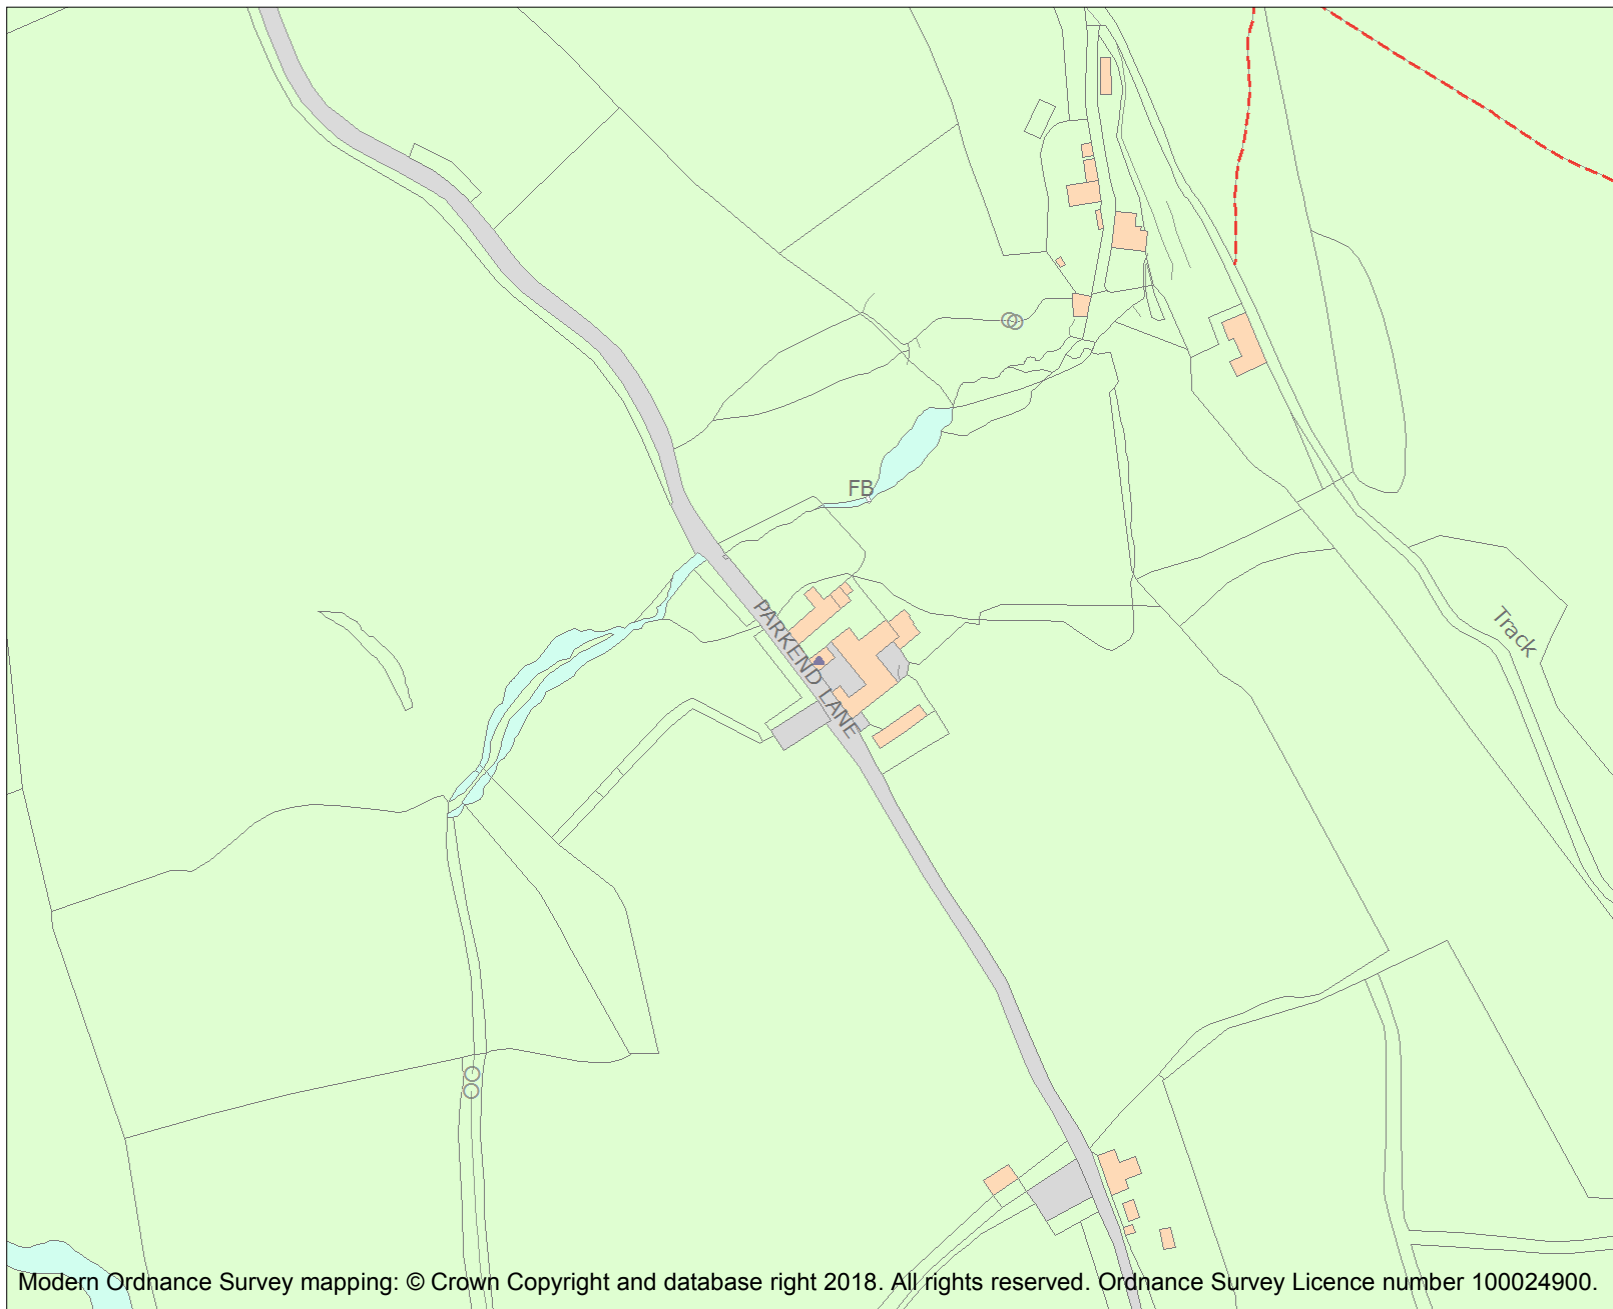 FB
PARKEND LANE
Track
Modern Ordnance Survey mapping: © Crown Copyright and database right 2018. All rights reserved. Ordnance Survey Licence number 100024900.